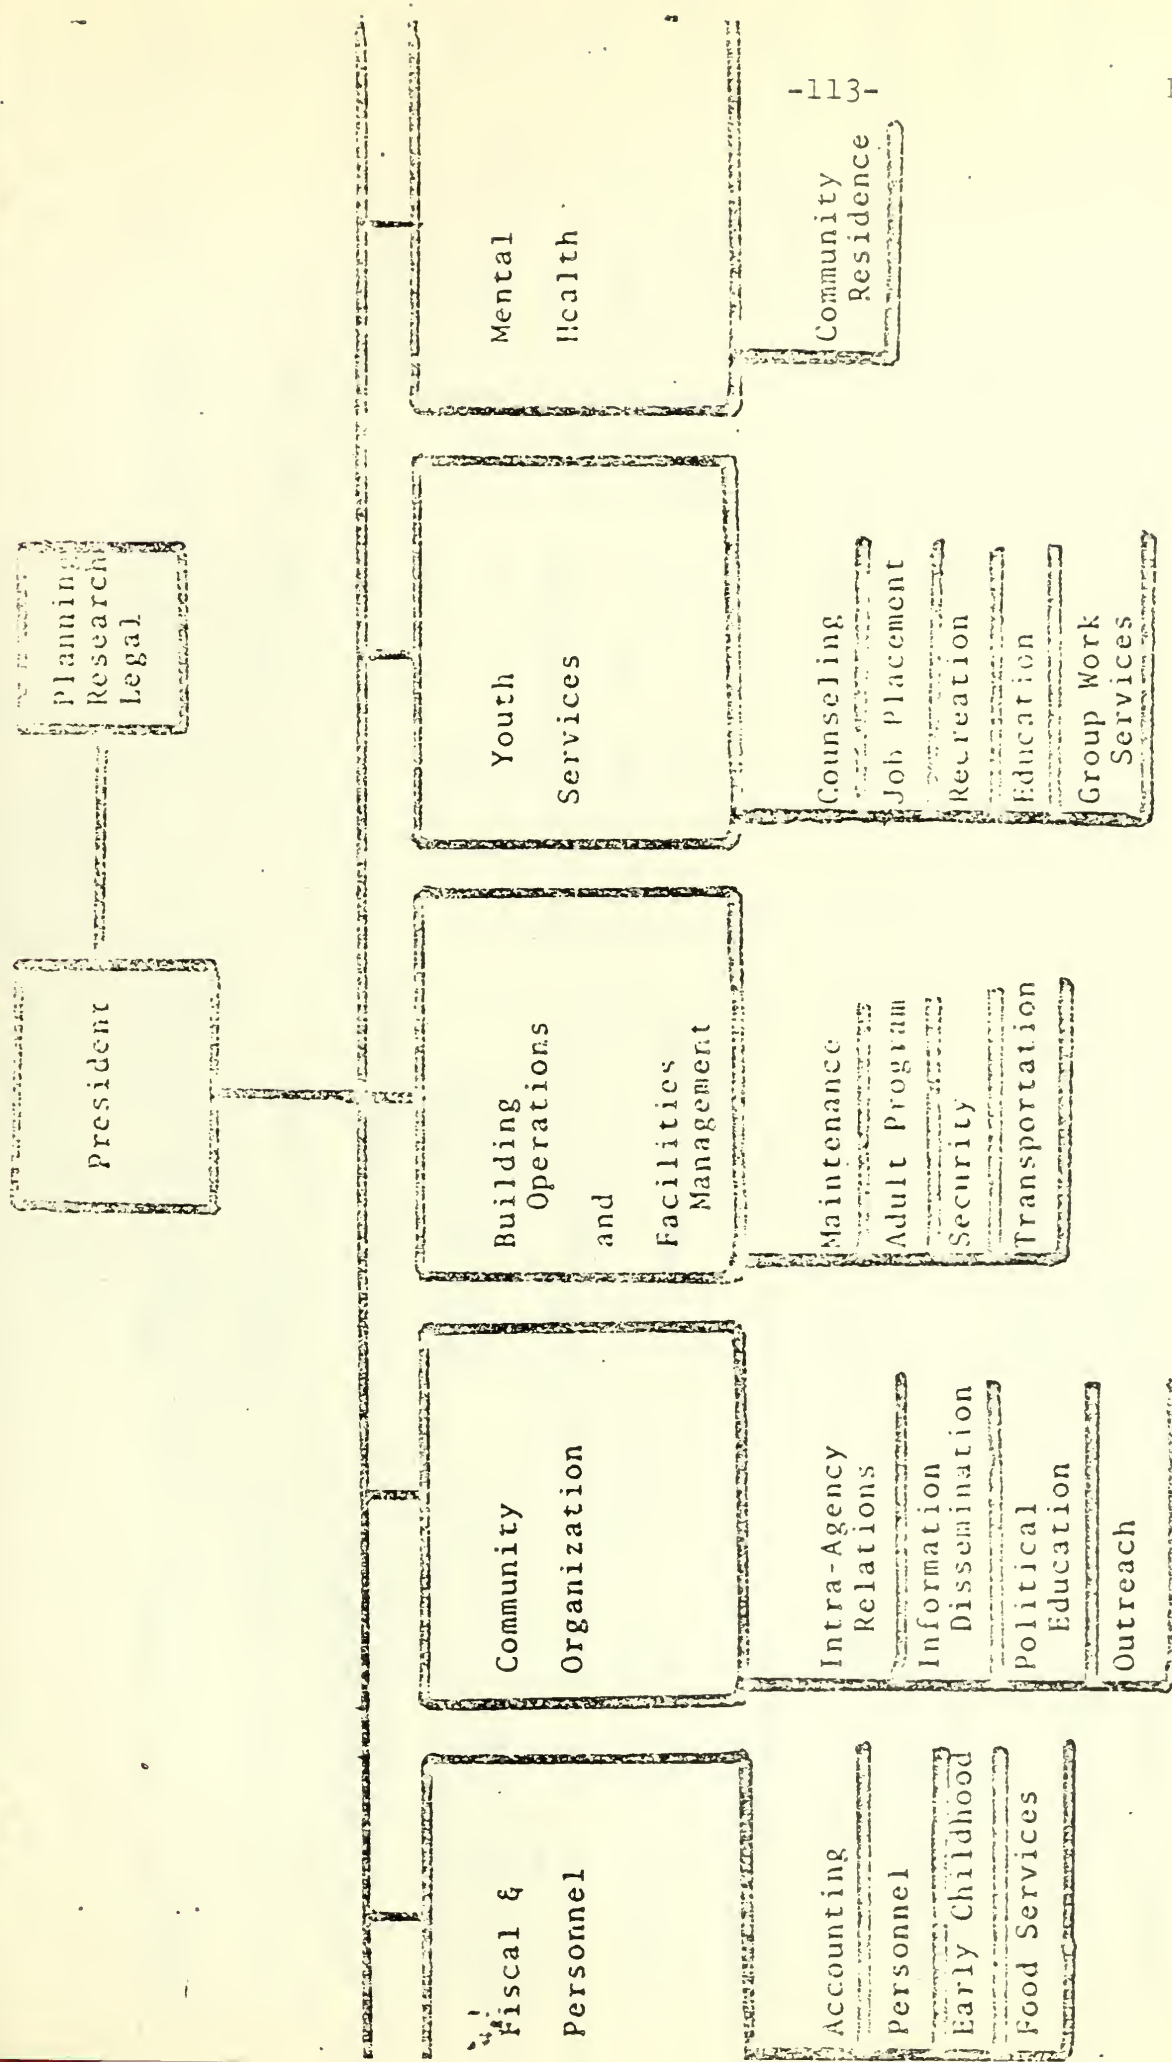 -113-
Planning
Research
Legal
President
Fiscal &
Personnel
Accounting
Personnel
Early Childhood
Food Services
Community
Organization
Intra-Agency
Relations
Information
Dissemination
Political
Education
Outreach
Building
Operations
and
Facilities
Management
Maintenance
Adult Program
Security
Transportation
Youth
Services
Counseling
Job Placement
Recreation
Education
Group Work
Services
Mental
Health
Community
Residence